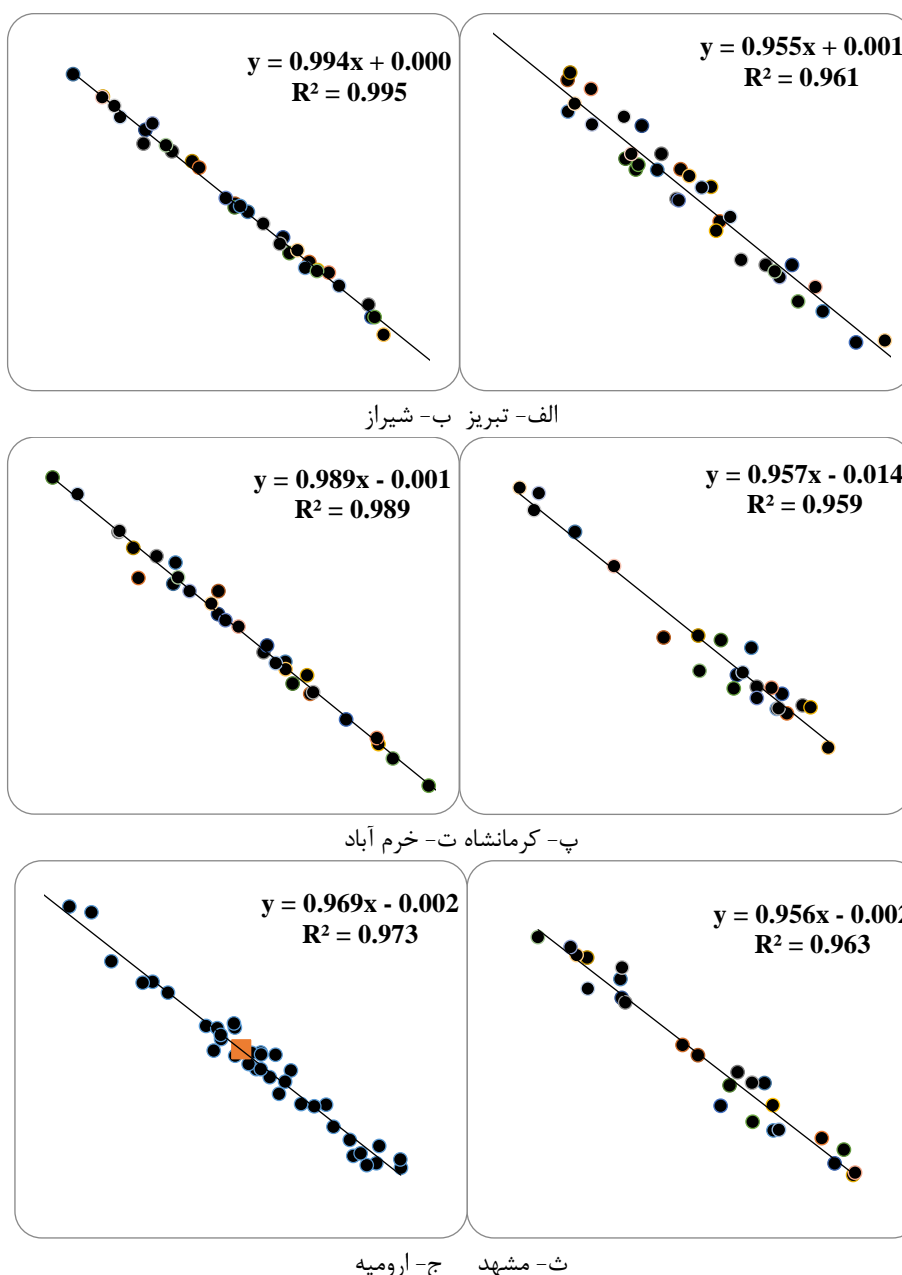 y = 0.994x + 0.000
R² = 0.995
y = 0.955x + 0.001
R² = 0.961
الف- تبریز ب- شیراز
y = 0.989x - 0.001
R² = 0.989
y = 0.957x - 0.014
R² = 0.959
پ- کرمانشاه ت- خرم آباد
y = 0.969x - 0.002
R² = 0.973
y = 0.956x - 0.002
R² = 0.963
ث- مشهد ج- ارومیه